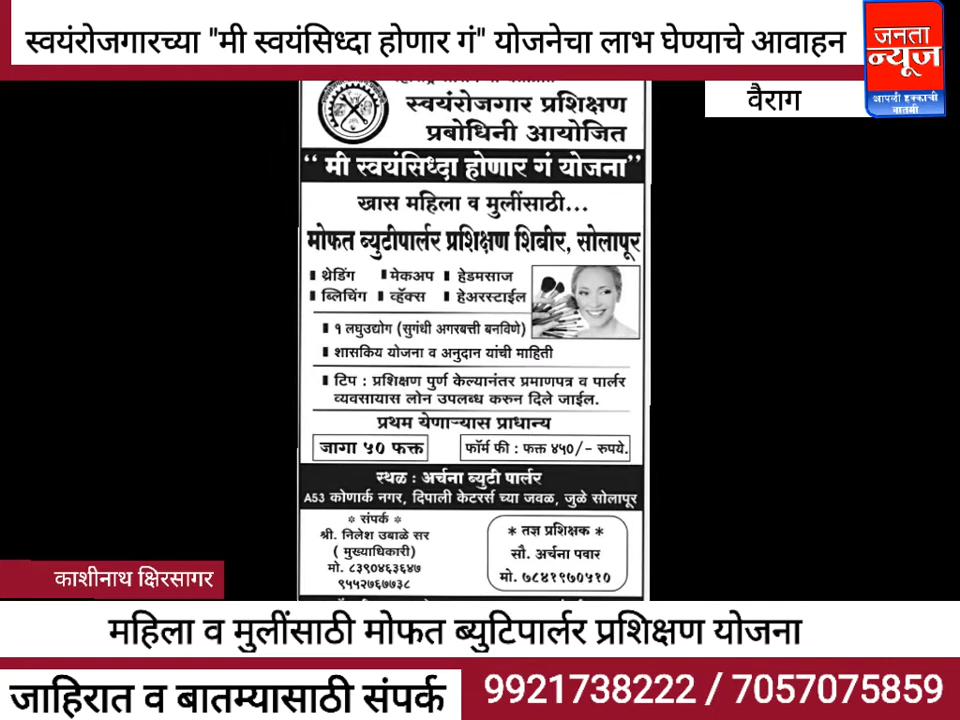 स्वयंरोजगारच्या "मी स्वयंसिध्दा होणार गं" योजनेचा लाभ घेण्याचे आवाहन
जनता
न्यूज
आपली हक्काची
बातमी
वैराग
स्वयंरोजगार प्रशिक्षण
प्रबोधिनी आयोजित
“ मी स्वयंसिध्दा होणार गं योजना”
खास महिला व मुलींसाठी...
मोफत ब्युटीपार्लर प्रशिक्षण शिबीर, सोलापूर
थ्रेडिंग मेकअप हेडमसाज
ब्लिचिंग व्हॅक्स हेअरस्टाईल
१ लघुउद्योग (सुगंधी अगरबत्ती बनविणे)
शासकिय योजना व अनुदान यांची माहिती
टिप : प्रशिक्षण पुर्ण केल्यानंतर प्रमाणपत्र व पार्लर
व्यवसायास लोन उपलब्ध करुन दिले जाईल.
प्रथम येणाऱ्यास प्राधान्य
जागा ५० फक्त फॉर्म फी : फक्त ४५०/- रुपये.
स्थळ : अर्चना ब्युटी पार्लर
A53 कोणार्क नगर, दिपाली केटरर्स च्या जवळ, जुळे सोलापूर
* संपर्क *
श्री. निलेश उबाळे सर
( मुख्याधिकारी)
मो. ८३९०४६३६४७
९५५२७६७७३८
* तज्ञ प्रशिक्षक *
सौ. अर्चना पवार
मो. ७८४१९७०५१०
काशीनाथ क्षिरसागर
महिला व मुलींसाठी मोफत ब्युटिपार्लर प्रशिक्षण योजना
जाहिरात व बातम्यासाठी संपर्क 9921738222 / 7057075859